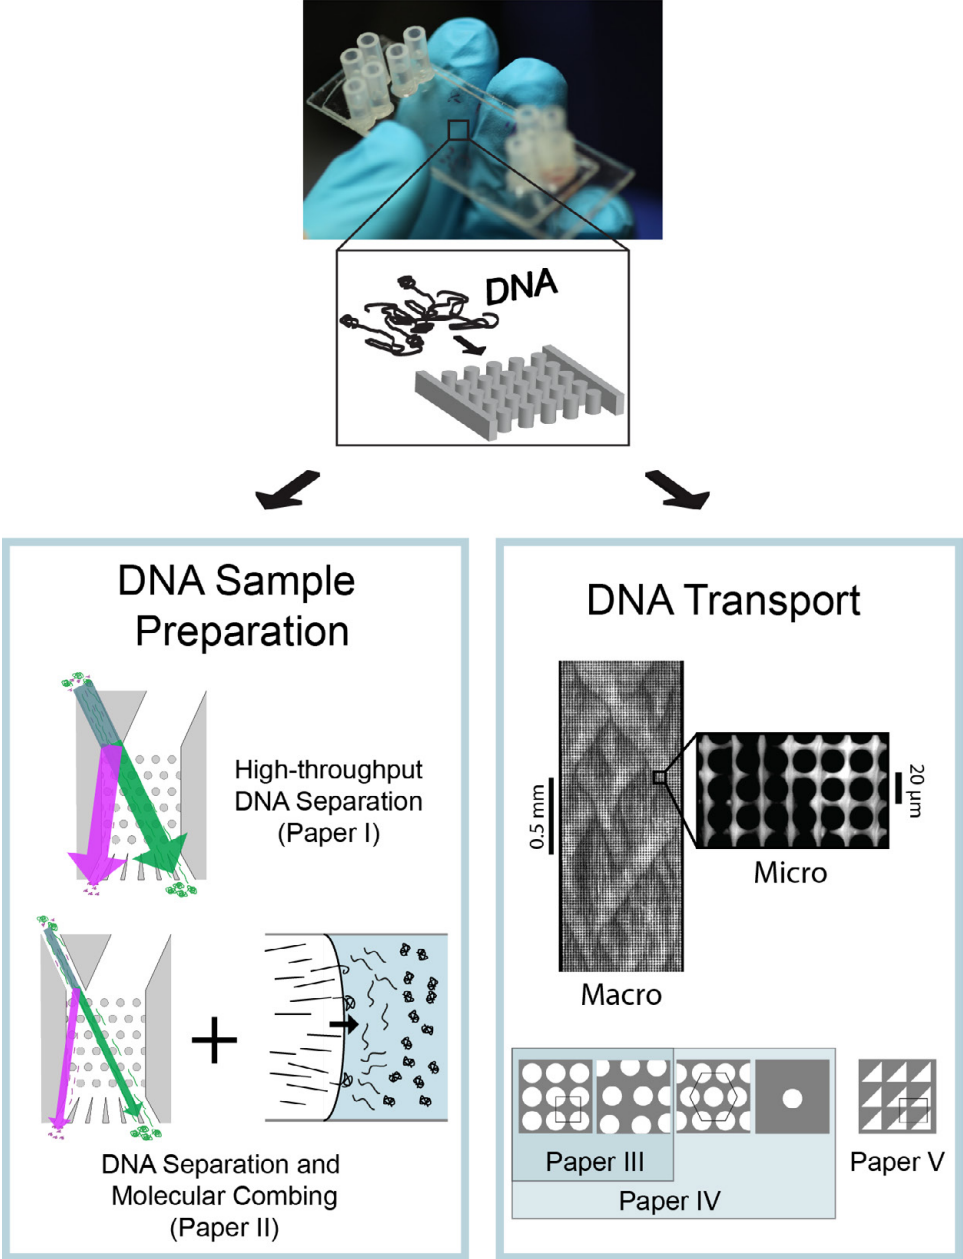 DNA
DNA Sample
Preparation
High-throughput
DNA Separation
(Paper I)
DNA Separation and
Molecular Combing
(Paper II)
DNA Transport
0.5 mm
20 µm
Micro
Macro
Paper III
Paper IV
Paper V